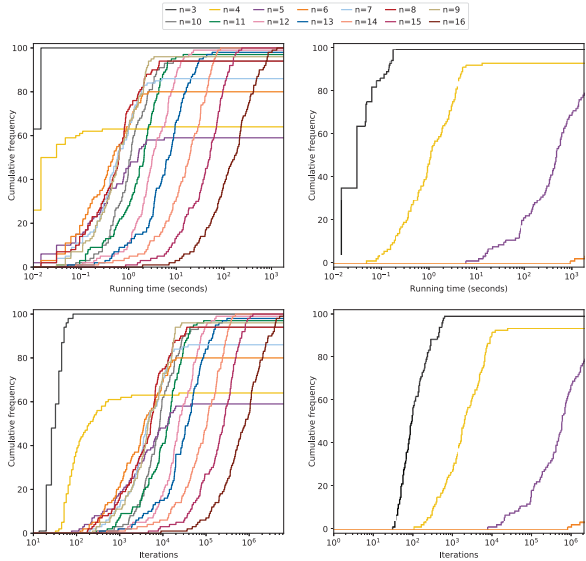 n=3 n=4 n=5 n=6 n=7 n=8 n=9
n=10 n=11 n=12 n=13 n=14 n=15 n=16
100
80
60
40
20
0
Cumulative frequency
10⁻² 10⁻¹ 10⁰ 10¹ 10² 10³
Running time (seconds)
100
80
60
40
20
0
Cumulative frequency
10⁻² 10⁻¹ 10⁰ 10¹ 10² 10³
Running time (seconds)
100
80
60
40
20
0
Cumulative frequency
10¹ 10² 10³ 10⁴ 10⁵ 10⁶
Iterations
100
80
60
40
20
0
Cumulative frequency
10⁰ 10¹ 10² 10³ 10⁴ 10⁵ 10⁶
Iterations